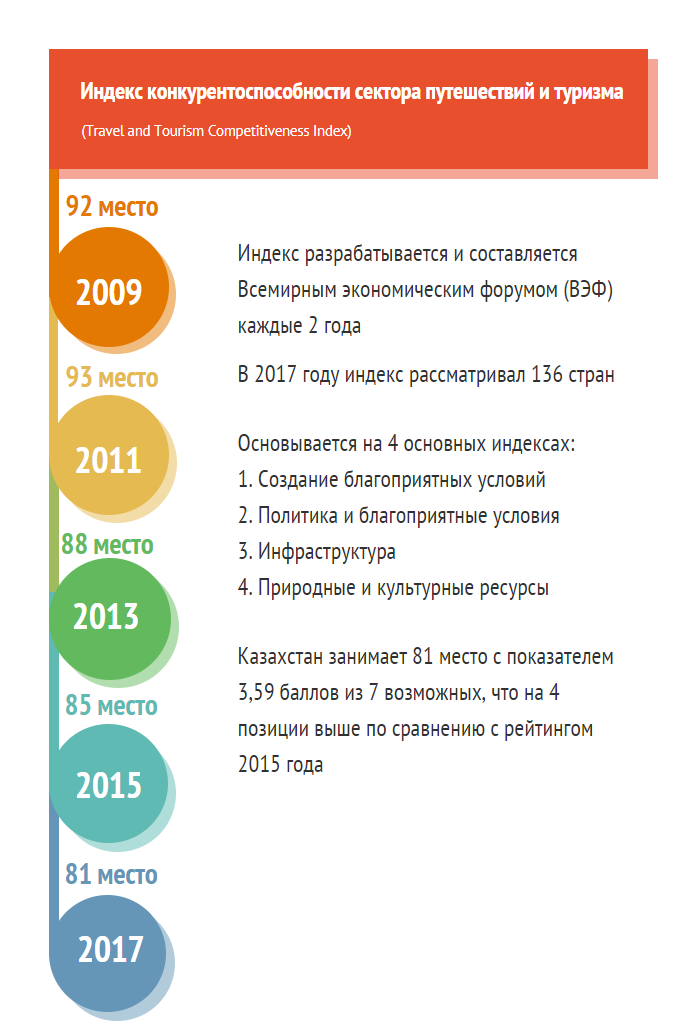 Индекс конкурентоспособности сектора путешествий и туризма
(Travel and Tourism Competitiveness Index)
92 место
2009
93 место
2011
88 место
2013
85 место
2015
81 место
2017
Индекс разрабатывается и составляется
Всемирным экономическим форумом (ВЭФ)
каждые 2 года
В 2017 году индекс рассматривал 136 стран
Основывается на 4 основных индексах:
1. Создание благоприятных условий
2. Политика и благоприятные условия
3. Инфраструктура
4. Природные и культурные ресурсы
Казахстан занимает 81 место с показателем
3,59 баллов из 7 возможных, что на 4
позиции выше по сравнению с рейтингом
2015 года